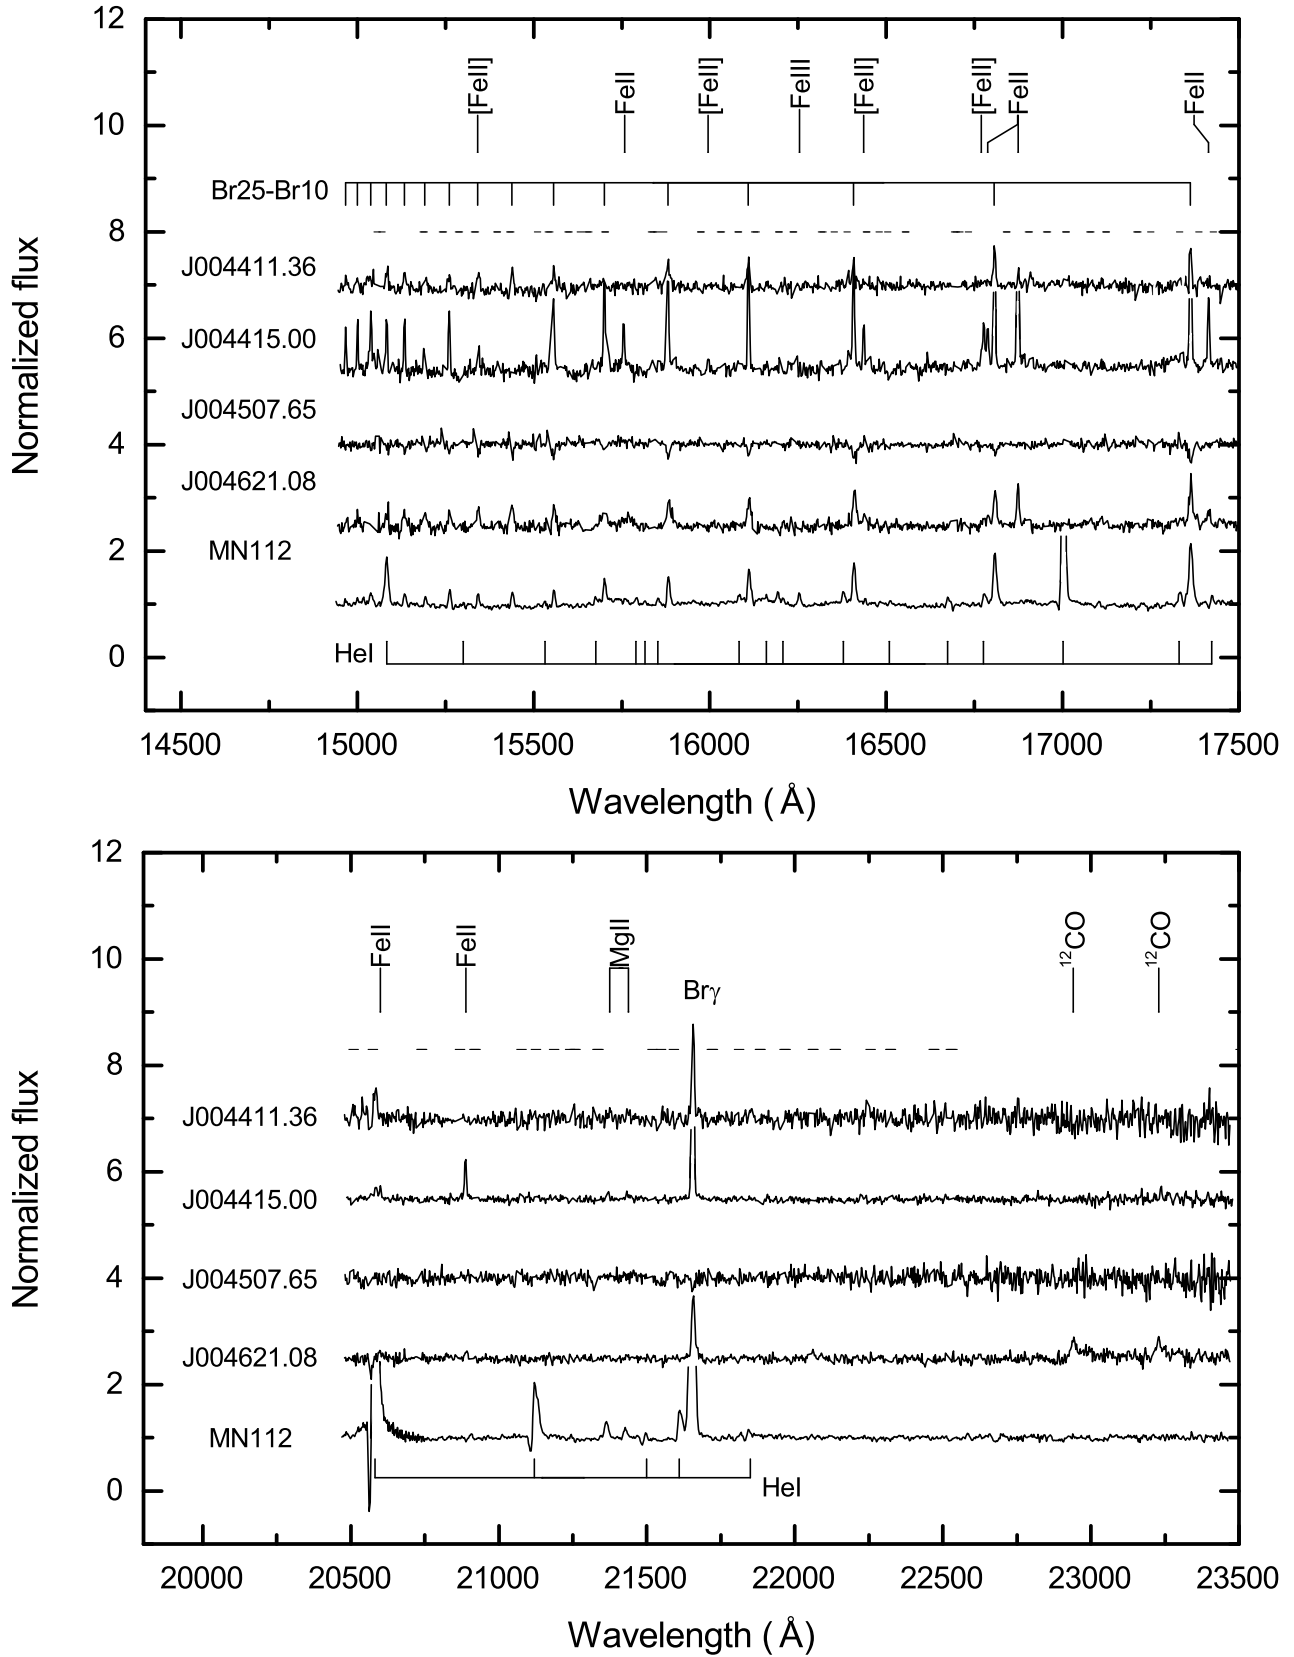 12
10
8
6
4
2
0
Normalized flux
[FeII]
FeII
[FeII]
FeIII
[FeII]
[FeII]
FeII
FeII
Br25-Br10
J004411.36
J004415.00
J004507.65
J004621.08
MN112
HeI
14500 15000 15500 16000 16500 17000 17500
Wavelength (Å)
12
10
8
6
4
2
0
Normalized flux
FeII
FeII
MgII
Brγ
12CO
12CO
J004411.36
J004415.00
J004507.65
J004621.08
MN112
HeI
20000 20500 21000 21500 22000 22500 23000 23500
Wavelength (Å)